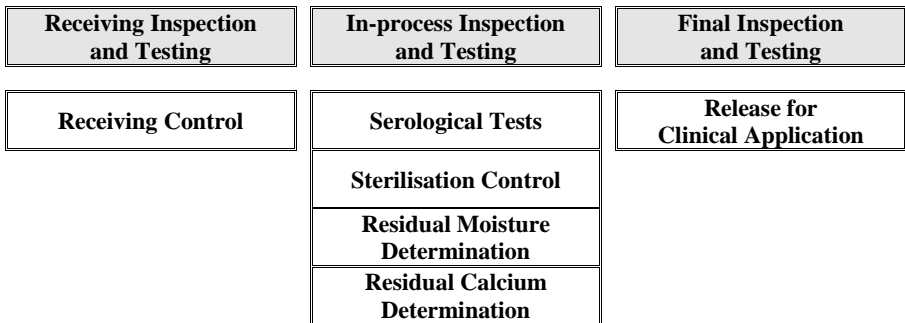 Receiving Inspection
and Testing
In-process Inspection
and Testing
Final Inspection
and Testing
Receiving Control
Serological Tests
Release for
Clinical Application
Sterilisation Control
Residual Moisture
Determination
Residual Calcium
Determination